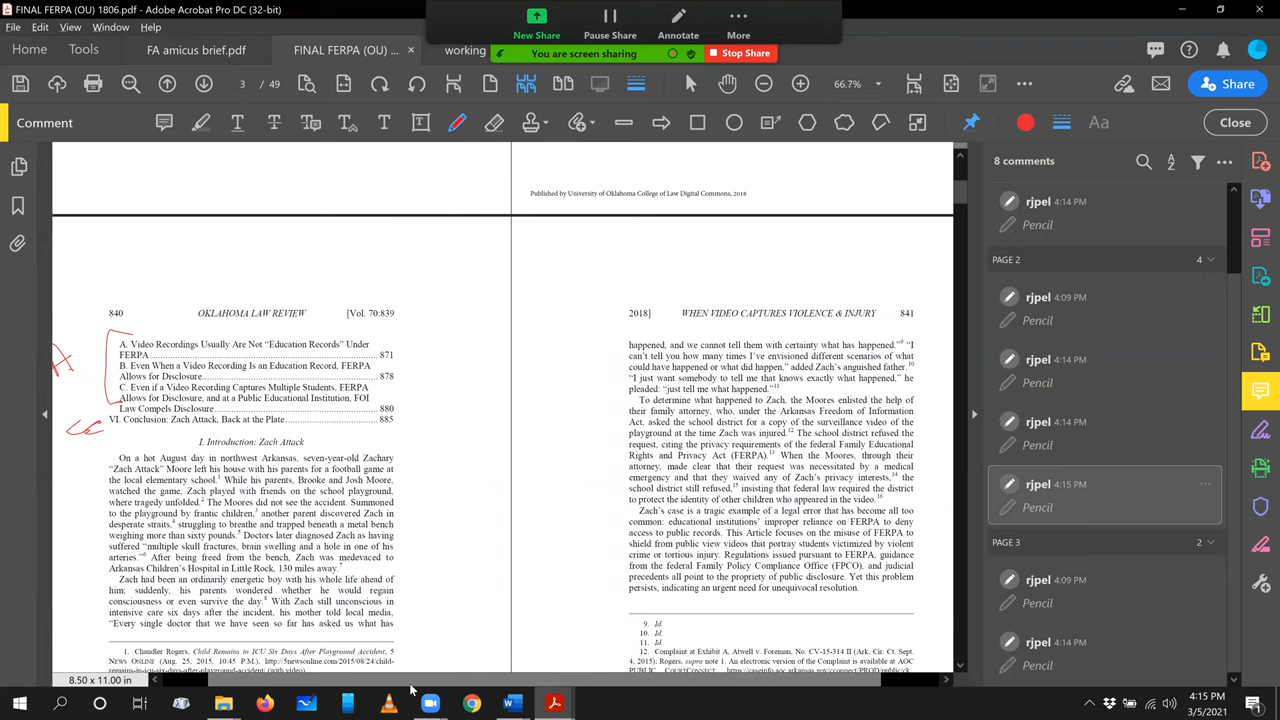 FINAL FERPA (OU) 1806.pdf - Adobe Acrobat Pro DC (32-bit)
File Edit View Window Help
New Share
Pause Share
Annotate
More
You are screen sharing
Stop Share
Home
Tools
FA amicus brief.pdf
FINAL FERPA (OU) ...
working
3 / 49
66.7%
Share
Comment
Close
8 comments
rjpel 4:14 PM
Pencil
PAGE 2
4
rjpel 4:09 PM
Pencil
rjpel 4:14 PM
Pencil
rjpel 4:14 PM
Pencil
rjpel 4:15 PM
Pencil
PAGE 3
2
rjpel 4:09 PM
Pencil
rjpel 4:14 PM
Pencil
Published by University of Oklahoma College of Law Digital Commons, 2018
840 OKLAHOMA LAW REVIEW [Vol. 70:839
A. Video Recordings Usually Are Not “Education Records” Under
FERPA ................ 871
B. Even When a Video Recording Is an Education Record, FERPA
Allows for Disclosure ................ 878
C. Even if a Video Recording Captures Multiple Students, FERPA
Allows for Disclosure, and at a Public Educational Institution, FOI
Law Compels Disclosure ................ 880
VI. Conclusion: Zach Attack, Back at the Plate ................ 885
I. Introduction: Zach Attack
On a hot August day in northwest Arkansas, seven-year-old Zachary
“Zach Attack” Moore left his house with his parents for a football game at
the local elementary school.1 While his parents, Brooke and Josh Moore,
watched the game, Zach played with friends on the school playground,
where tragedy unfolded.2 The Moores did not see the accident. Summoned
to the playground by frantic children,3 another parent discovered Zach in
desperate straits,4 struggling to breathe and trapped beneath a metal bench
weighing more than sixty pounds.5 Doctors later diagnosed Zach as having
suffered “multiple skull fractures, brain swelling and a hole in one of his
arteries.”6 After being freed from the bench, Zach was medevaced to
Arkansas Children’s Hospital in Little Rock, 130 miles away.7
Zach had been an ordinarily energetic boy with his whole life ahead of
him; suddenly, his parents wondered whether he would regain
consciousness or even survive the day.8 With Zach still unconscious in
intensive care six days after the incident, his mother told local media,
“Every single doctor that we have seen so far has asked us what has
1. Chandler Rogers, Child Remains in ICU Six Days After Playground Accident, 5
NEWS ONLINE (Aug. 25, 2015, 10:45 P.M.), http://5newsonline.com/2015/08/24/child-
remains-in-icu-six-days-after-playground-accident/ (with video).
2018] WHEN VIDEO CAPTURES VIOLENCE & INJURY 841
happened, and we cannot tell them with certainty what has happened.”9 “I
can’t tell you how many times I’ve envisioned different scenarios of what
could have happened or what did happen,” added Zach’s anguished father.10
“I just want somebody to tell me that knows exactly what happened,” he
pleaded: “just tell me what happened.”11
To determine what happened to Zach, the Moores enlisted the help of
their family attorney, who, under the Arkansas Freedom of Information
Act, asked the school district for a copy of the surveillance video of the
playground at the time Zach was injured.12 The school district refused the
request, citing the privacy requirements of the federal Family Educational
Rights and Privacy Act (FERPA).13 When the Moores, through their
attorney, made clear that their request was necessitated by a medical
emergency and that they waived any of Zach’s privacy interests,14 the
school district still refused,15 insisting that federal law required the district
to protect the identity of other children who appeared in the video.16
Zach’s case is a tragic example of a legal error that has become all too
common: educational institutions’ improper reliance on FERPA to deny
access to public records. This Article focuses on the misuse of FERPA to
shield from public view videos that portray students victimized by violent
crime or tortious injury. Regulations issued pursuant to FERPA, guidance
from the federal Family Policy Compliance Office (FPCO), and judicial
precedents all point to the propriety of public disclosure. Yet this problem
persists, indicating an urgent need for unequivocal resolution.
9. Id.
10. Id.
11. Id.
12. Complaint at Exhibit A, Atwell v. Foreman, No. CV-15-314 II (Ark. Cir. Ct. Sept.
4, 2015); Rogers, supra note 1. An electronic version of the Complaint is available at AOC
PUBLIC COURTCONNECT, https://caseinfo.aoc.arkansas.gov/cconnect/PROD/public/ck
8.50 x 11.00 in
4:15 PM
3/5/2021